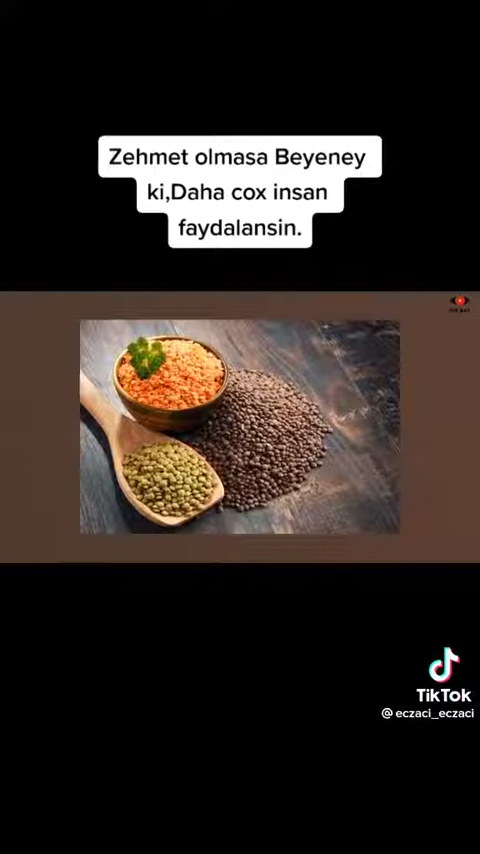 Zehmet olmasa Beyeney
ki,Daha cox insan
faydalansin.
TikTok
@eczaci_eczaci